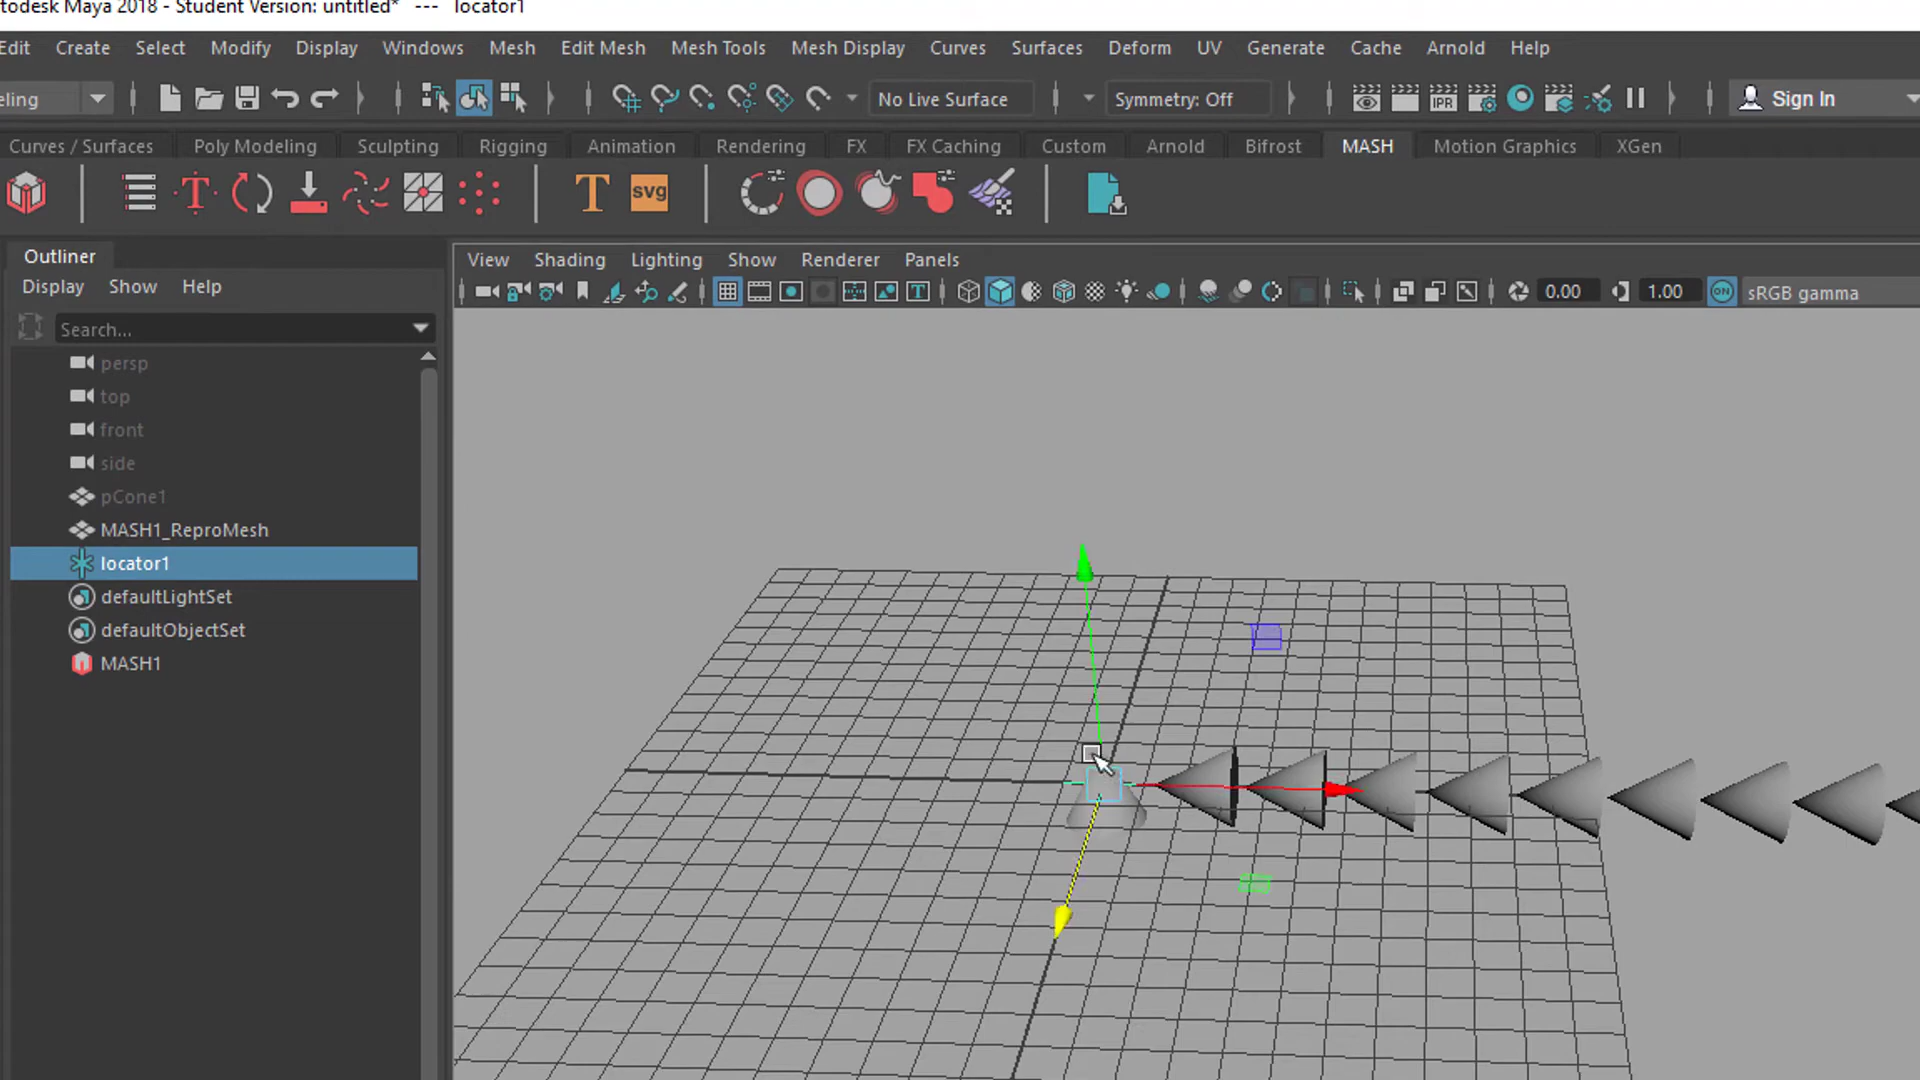 todesk Maya 2018 - Student Version: untitled* --- locator1
Edit Create Select Modify Display Windows Mesh Edit Mesh Mesh Tools Mesh Display Curves Surfaces Deform UV Generate Cache Arnold Help
eling No Live Surface Symmetry: Off IPR Sign In
Curves / Surfaces Poly Modeling Sculpting Rigging Animation Rendering FX FX Caching Custom Arnold Bifrost MASH Motion Graphics XGen
T T svg
Outliner
View Shading Lighting Show Renderer Panels
Display Show Help
T 0.00 1.00 ON sRGB gamma
Search...
persp
top
front
side
pCone1
MASH1_ReproMesh
locator1
defaultLightSet
defaultObjectSet
MASH1